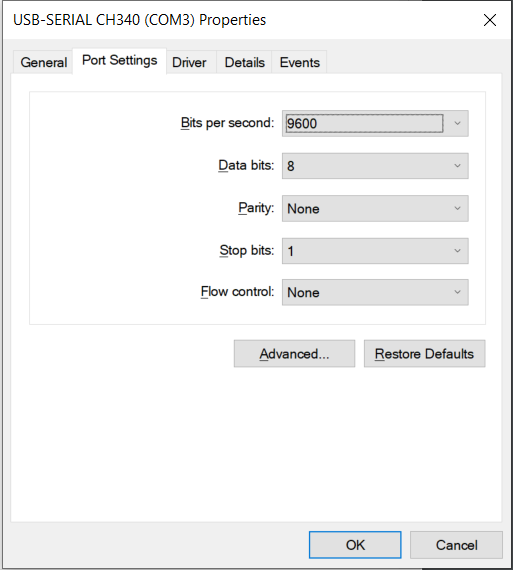 USB-SERIAL CH340 (COM3) Properties
General Port Settings Driver Details Events
Bits per second: 9600
Data bits: 8
Parity: None
Stop bits: 1
Flow control: None
Advanced... Restore Defaults
OK Cancel